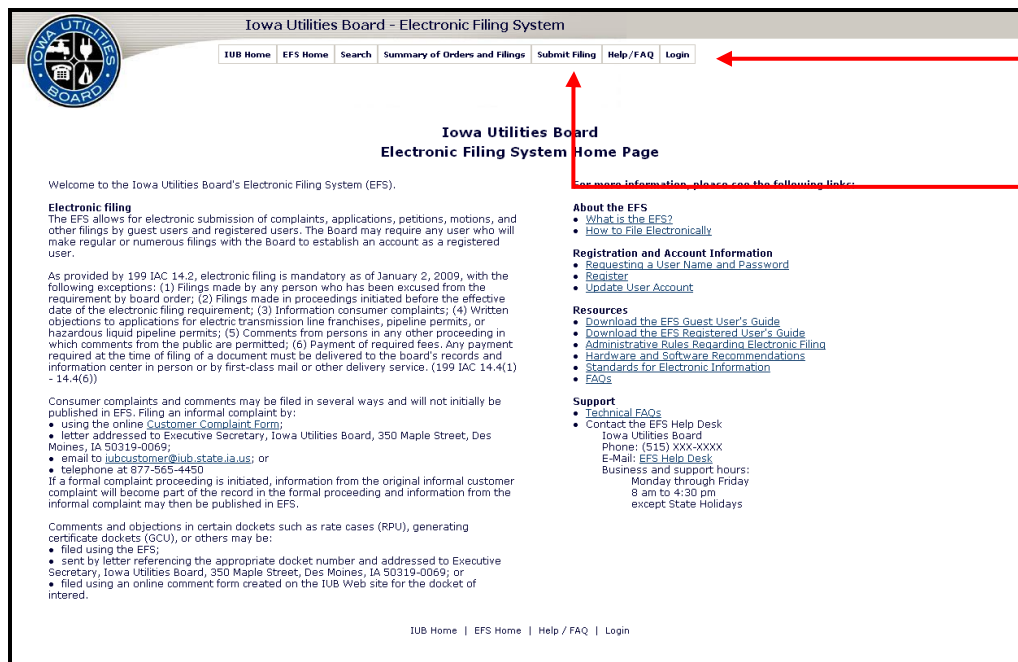 Iowa Utilities Board - Electronic Filing System
IUB Home EFS Home Search Summary of Orders and Filings Submit Filing Help/FAQ Login
IOWA UTILITIES BOARD
Iowa Utilities Board
Electronic Filing System Home Page
Welcome to the Iowa Utilities Board's Electronic Filing System (EFS).
Electronic filing
The EFS allows for electronic submission of complaints, applications, petitions, motions, and
other filings by guest users and registered users. The Board may require any user who will
make regular or numerous filings with the Board to establish an account as a registered
user.
As provided by 199 IAC 14.2, electronic filing is mandatory as of January 2, 2009, with the
following exceptions: (1) Filings made by any person who has been excused from the
requirement by board order; (2) Filings made in proceedings initiated before the effective
date of the electronic filing requirement; (3) Information consumer complaints; (4) Written
objections to applications for electric transmission line franchises, pipeline permits, or
hazardous liquid pipeline permits; (5) Comments from persons in any other proceeding in
which comments from the public are permitted; (6) Payment of required fees. Any payment
required at the time of filing of a document must be delivered to the board's records and
information center in person or by first-class mail or other delivery service. (199 IAC 14.4(1)
- 14.4(6))
Consumer complaints and comments may be filed in several ways and will not initially be
published in EFS. Filing an informal complaint by:
• using the online Customer Complaint Form;
• letter addressed to Executive Secretary, Iowa Utilities Board, 350 Maple Street, Des
Moines, IA 50319-0069;
• email to iubcustomer@iub.state.ia.us; or
• telephone at 877-565-4450
If a formal complaint proceeding is initiated, information from the original informal customer
complaint will become part of the record in the formal proceeding and information from the
informal complaint may then be published in EFS.
Comments and objections in certain dockets such as rate cases (RPU), generating
certificate dockets (GCU), or others may be:
• filed using the EFS;
• sent by letter referencing the appropriate docket number and addressed to Executive
Secretary, Iowa Utilities Board, 350 Maple Street, Des Moines, IA 50319-0069; or
• filed using an online comment form created on the IUB Web site for the docket of
intered.
For more information, please see the following links:
About the EFS
• What is the EFS?
• How to File Electronically
Registration and Account Information
• Requesting a User Name and Password
• Register
• Update User Account
Resources
• Download the EFS Guest User's Guide
• Download the EFS Registered User's Guide
• Administrative Rules Regarding Electronic Filing
• Hardware and Software Recommendations
• Standards for Electronic Information
• FAQs
Support
• Technical FAQs
• Contact the EFS Help Desk
Iowa Utilities Board
Phone: (515) XXX-XXXX
E-Mail: EFS Help Desk
Business and support hours:
Monday through Friday
8 am to 4:30 pm
except State Holidays
IUB Home | EFS Home | Help / FAQ | Login